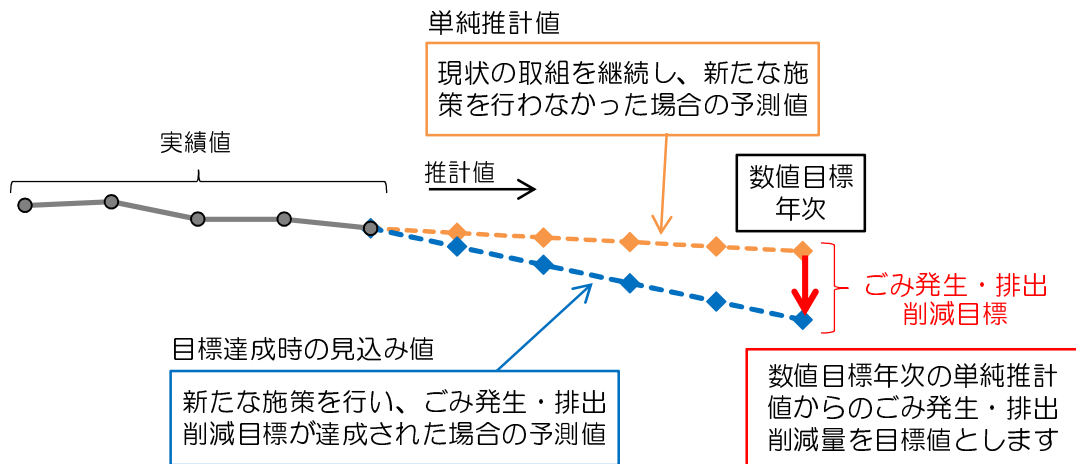 単純推計値
現状の取組を継続し、新たな施
策を行わなかった場合の予測値
実績値
推計値
数値目標
年次
ごみ発生・排出
削減目標
目標達成時の見込み値
新たな施策を行い、ごみ発生・排出
削減目標が達成された場合の予測値
数値目標年次の単純推計
値からのごみ発生・排出
削減量を目標値とします